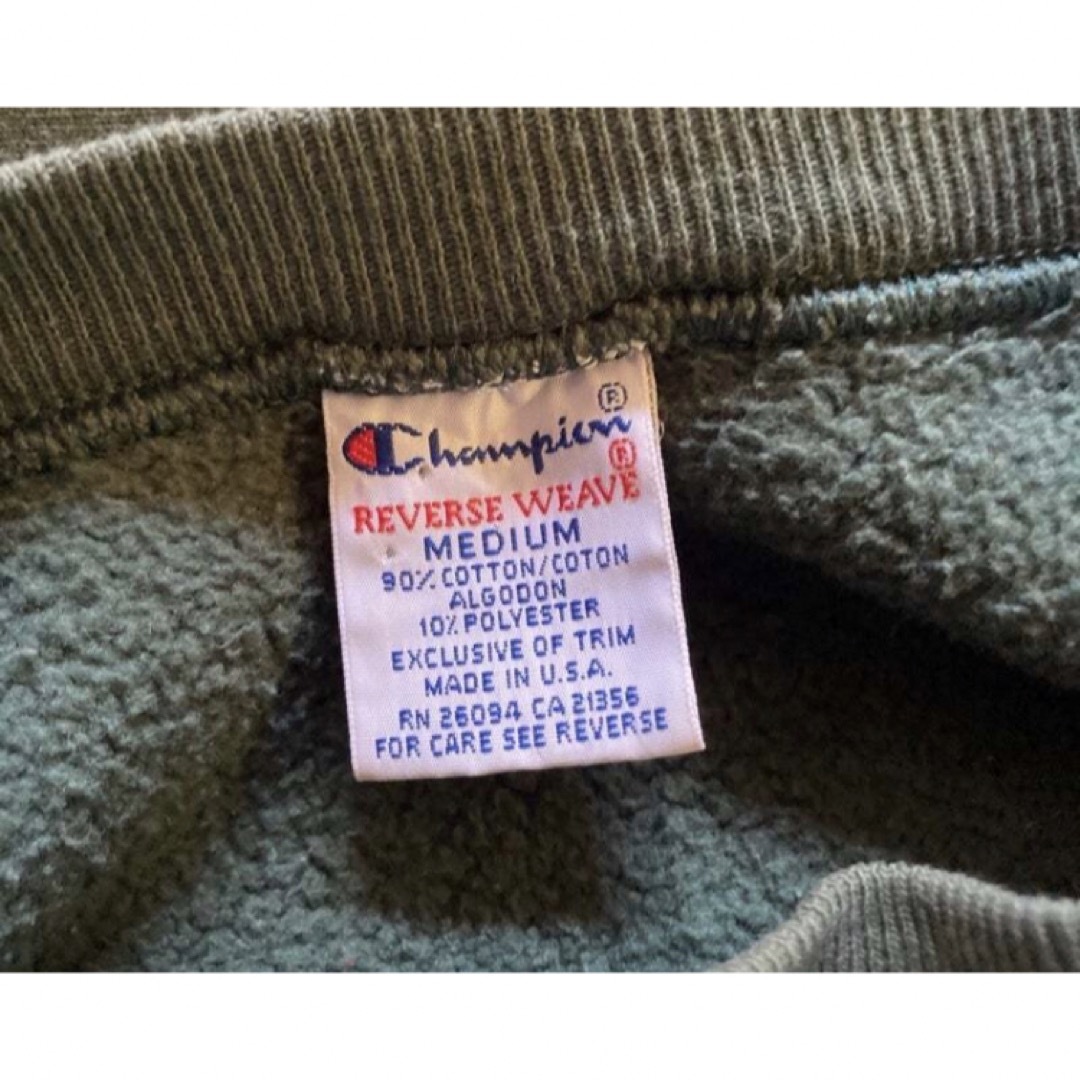 Champion®
REVERSE WEAVE®
MEDIUM
90% COTTON/COTON
ALGODON
10% POLYESTER
EXCLUSIVE OF TRIM
MADE IN U.S.A.
RN 26094 CA 21356
FOR CARE SEE REVERSE